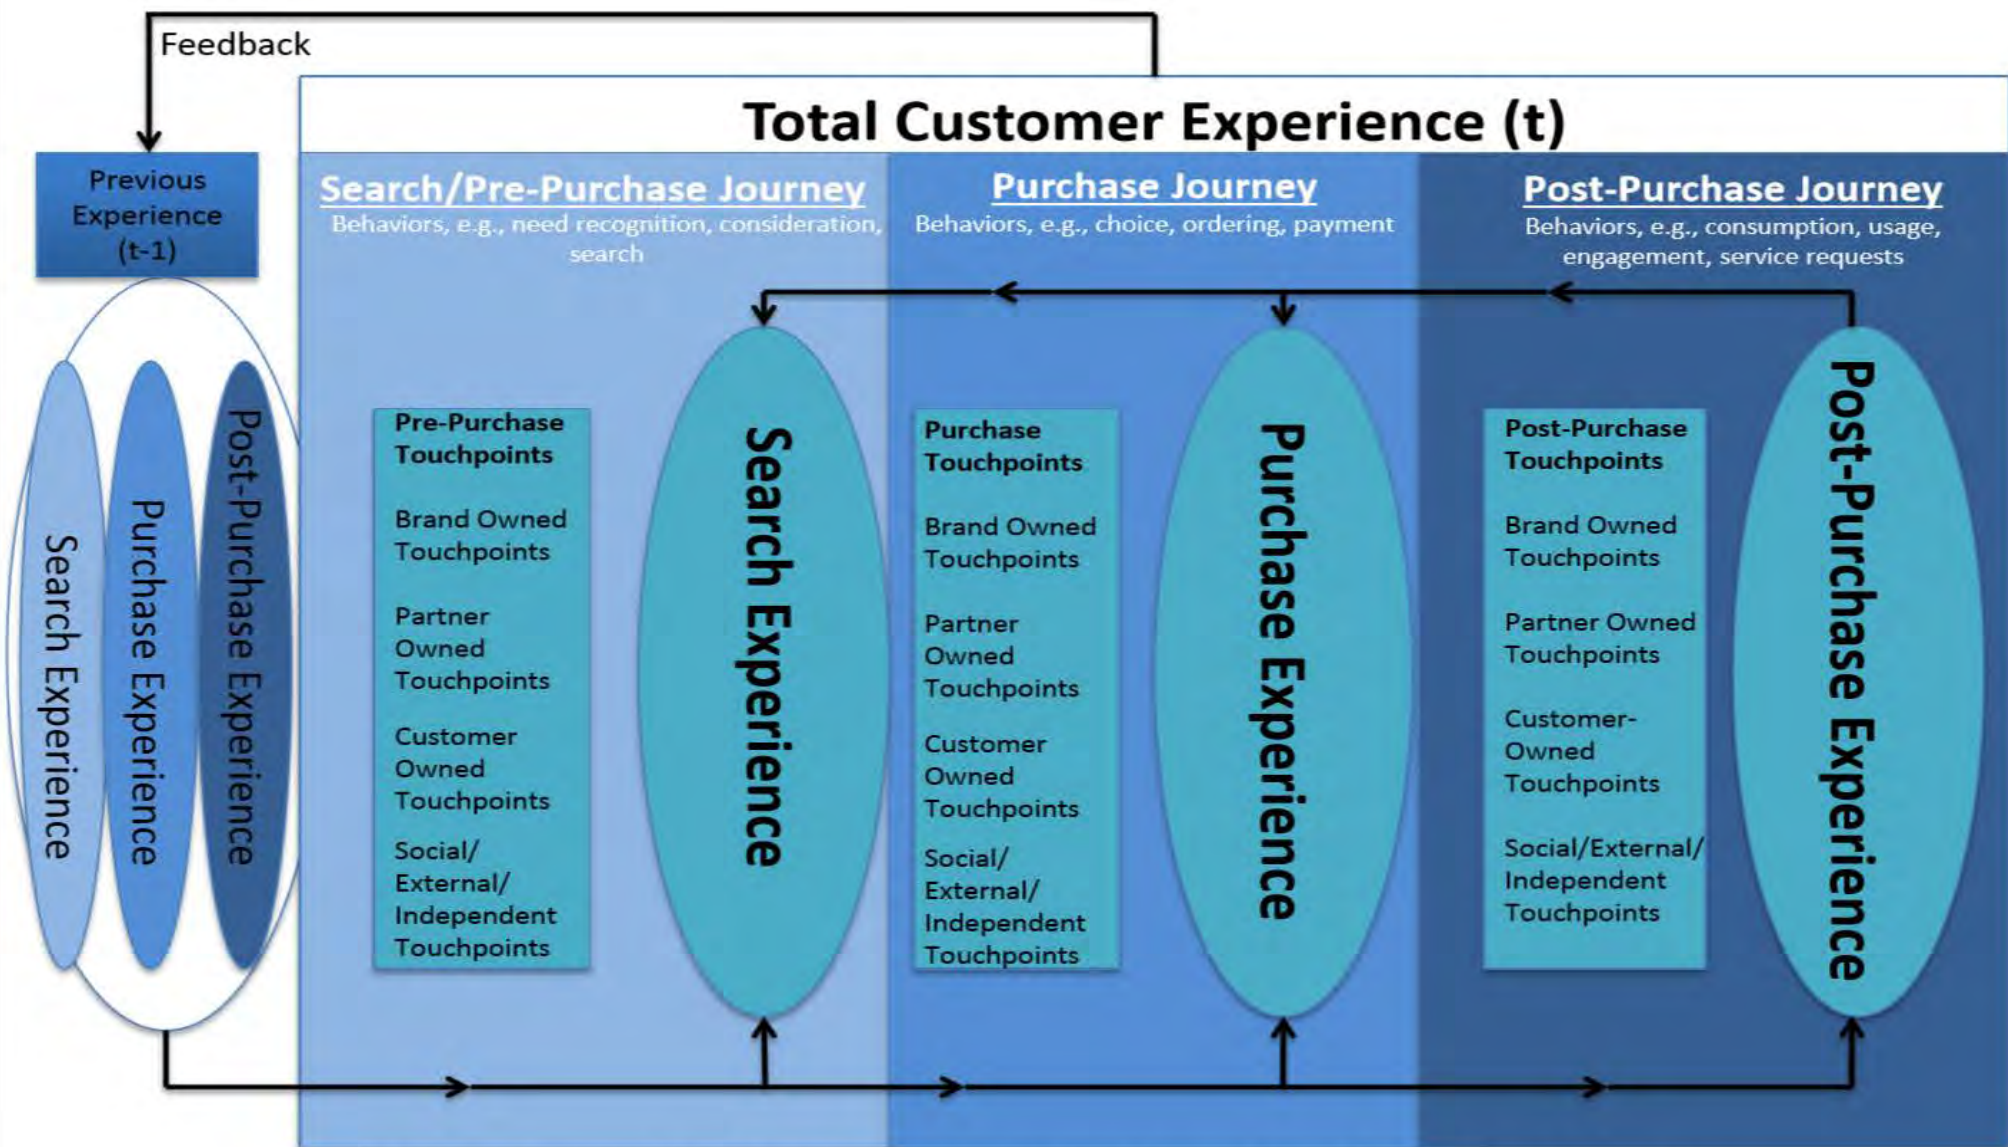 Feedback
Total Customer Experience (t)
Previous
Experience
(t-1)
Search Experience
Purchase Experience
Post-Purchase Experience
Search/Pre-Purchase Journey
Behaviors, e.g., need recognition, consideration,
search
Pre-Purchase
Touchpoints
Brand Owned
Touchpoints
Partner
Owned
Touchpoints
Customer
Owned
Touchpoints
Social/
External/
Independent
Touchpoints
Search Experience
Purchase Journey
Behaviors, e.g., choice, ordering, payment
Purchase
Touchpoints
Brand Owned
Touchpoints
Partner
Owned
Touchpoints
Customer
Owned
Touchpoints
Social/
External/
Independent
Touchpoints
Purchase Experience
Post-Purchase Journey
Behaviors, e.g., consumption, usage,
engagement, service requests
Post-Purchase
Touchpoints
Brand Owned
Touchpoints
Partner Owned
Touchpoints
Customer-
Owned
Touchpoints
Social/External/
Independent
Touchpoints
Post-Purchase Experience